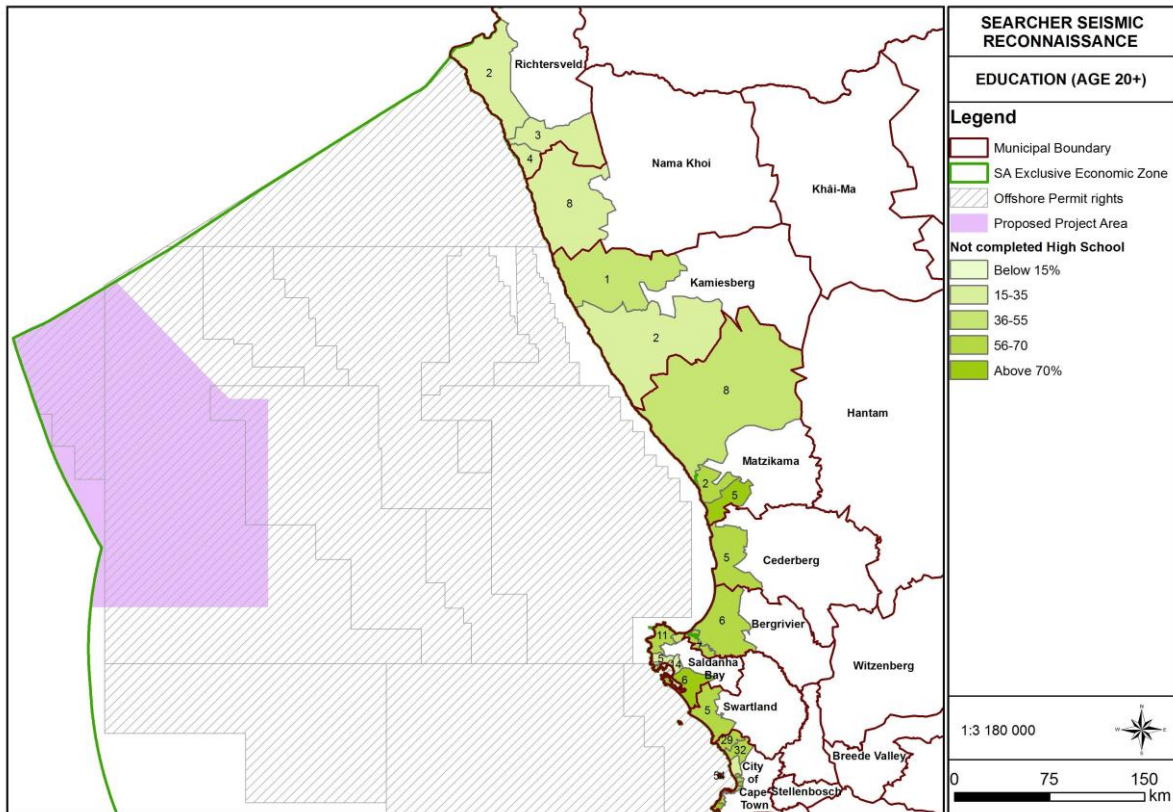 SEARCHER SEISMIC
RECONNAISSANCE
EDUCATION (AGE 20+)
Legend
Municipal Boundary
SA Exclusive Economic Zone
Offshore Permit rights
Proposed Project Area
Not completed High School
Below 15%
15-35
36-55
56-70
Above 70%
1:3 180 000
N
W
E
S
0 75 150
km
Richtersveld
2
3
4
Nama Khoi
Khâi-Ma
8
1
Kamiesberg
2
8
Hantam
Matzikama
2
5
5
Cederberg
6
Bergrivier
11
7
5
14
Saldanha
Bay
Witzenberg
6
5
Swartland
29
32
Breede Valley
City
of
Cape
Town
Stellenbosch